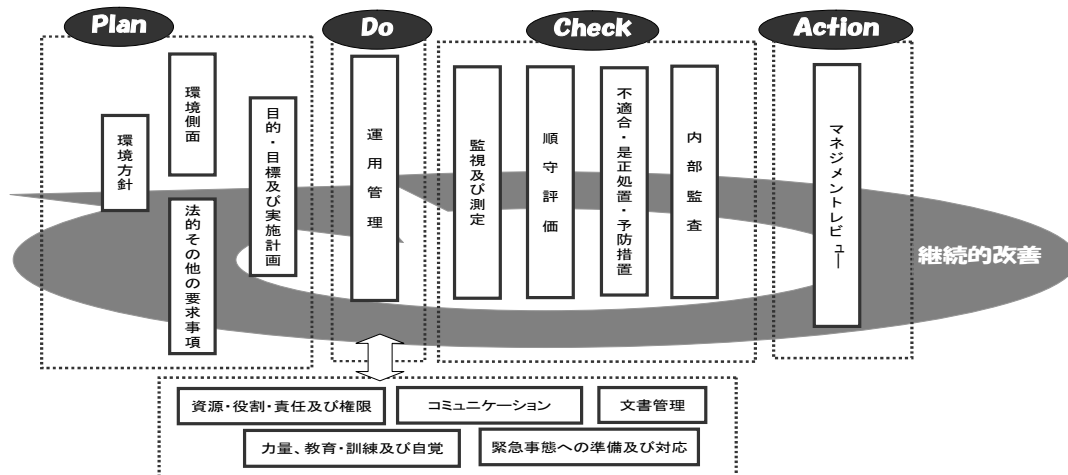 Plan
Do
Check
Action
環境方針
環境側面
法的その他の要求事項
目的・目標及び実施計画
運用管理
監視及び測定
順守評価
不適合・是正処置・予防措置
内部監査
マネジメントレビュー
継続的改善
資源・役割・責任及び権限
コミュニケーション
文書管理
力量、教育・訓練及び自覚
緊急事態への準備及び対応